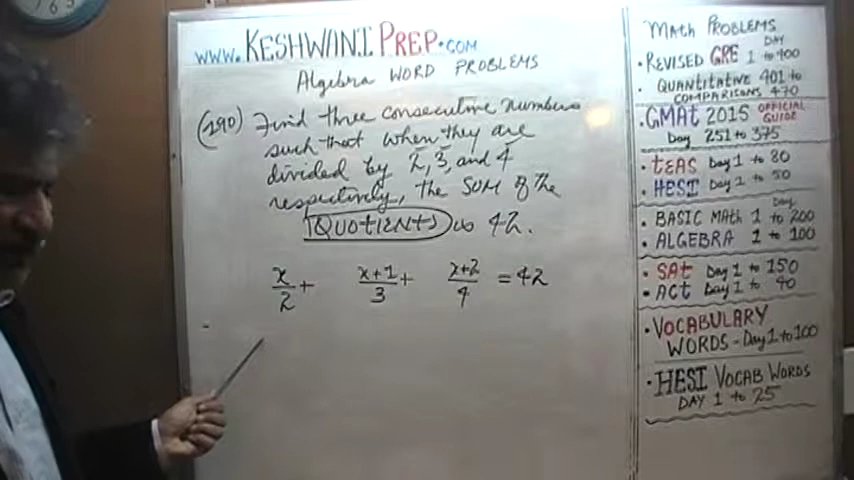 www.KESHWANI PREP.COM
Algebra WORD PROBLEMS
(290) Find three consecutive numbers
such that when they are
divided by 2, 3, and 4
respectively, the SUM of the
QUOTIENTS is 42.
x/2 + x+1/3 + x+2/4 = 42
MATH PROBLEMS
DAY
• REVISED GRE 1 to 400
• QUANTITATIVE 401 to
COMPARISONS 470
• GMAT 2015 OFFICIAL GUIDE
Day 251 to 375
• tEAS Day 1 to 80
• HESI Day 1 to 50
Day
• BASIC MAth 1 to 200
• ALGEBRA 1 to 100
• SAt Day 1 to 150
• ACt Day 1 to 40
• VOCABULARY
WORDS - Day 1 to 100
• HESI VOCAB WORDS
DAY 1 to 25